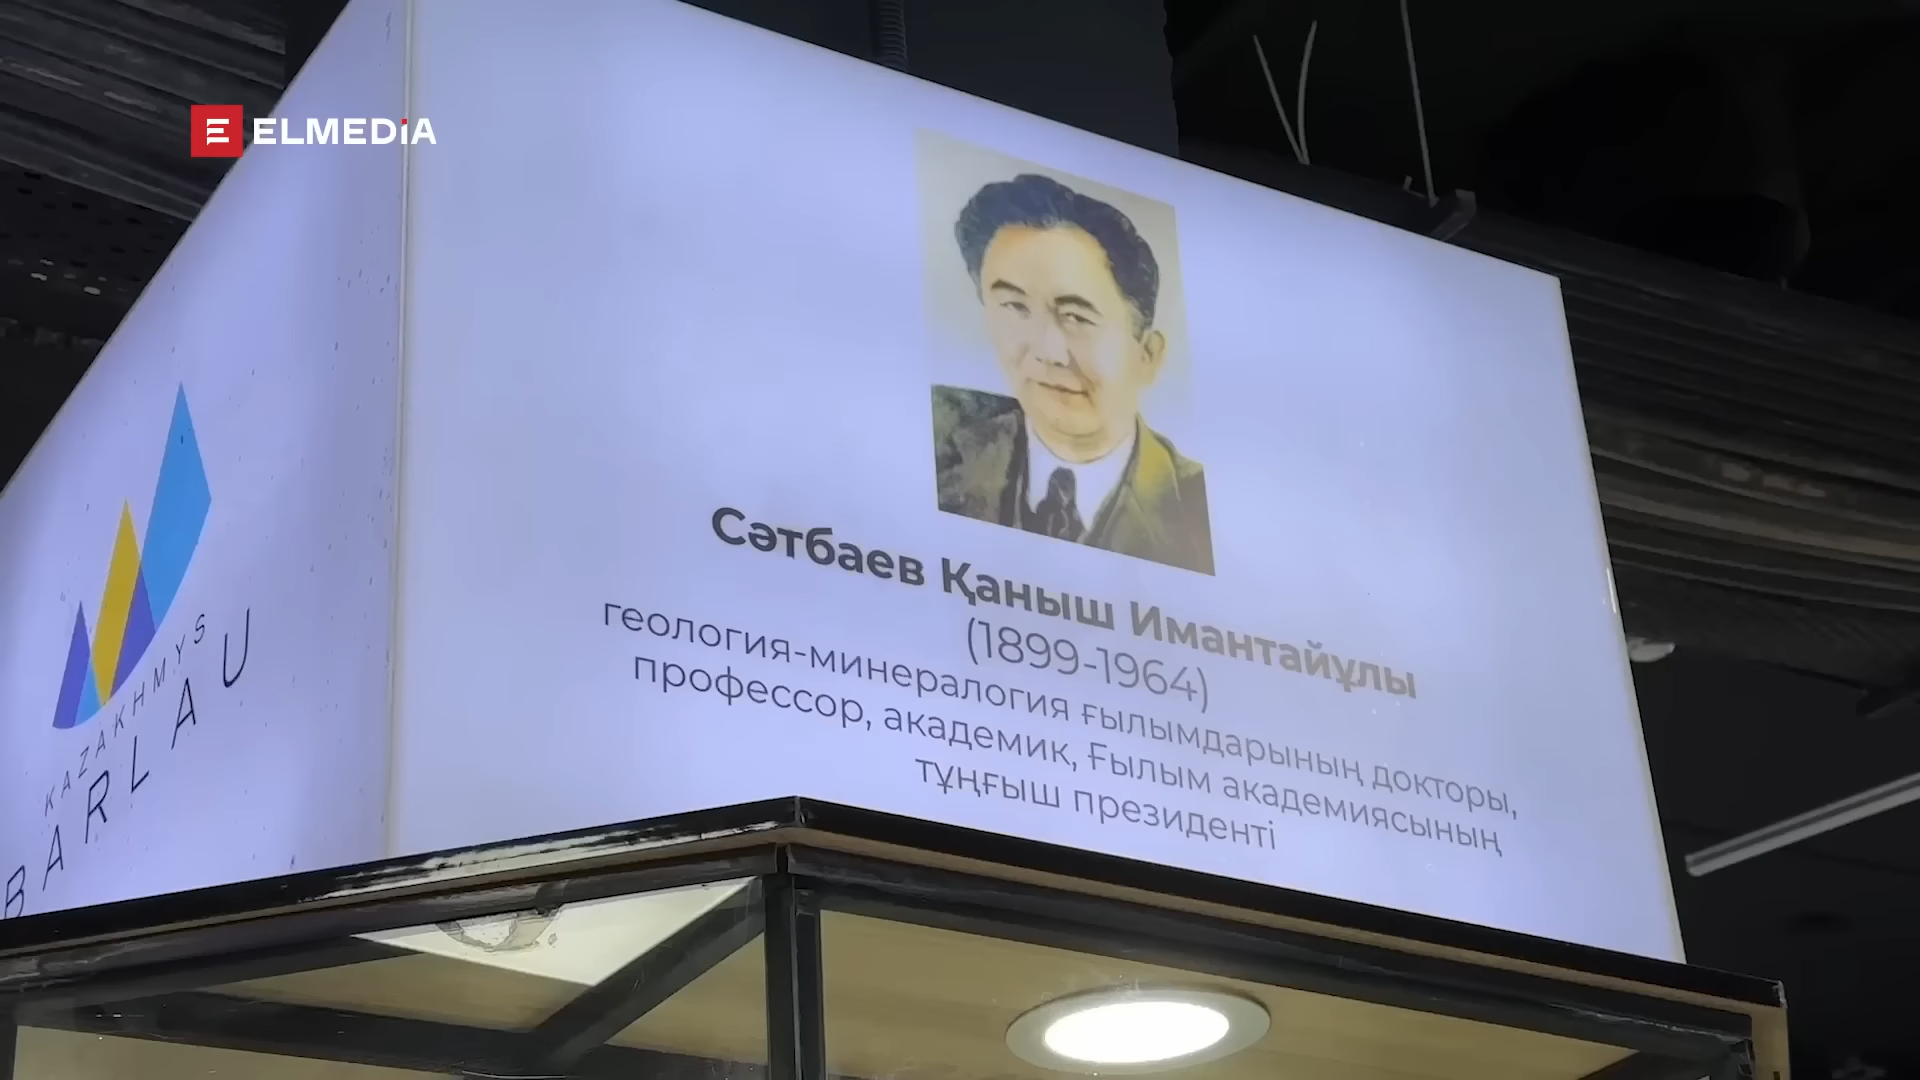 ELMEDiA
Сәтбаев Қаныш Имантайұлы
(1899-1964)
геология-минералогия ғылымдарының докторы,
профессор, академик, Ғылым академиясының
тұңғыш президенті
KAZAKHMYS
BARLAU